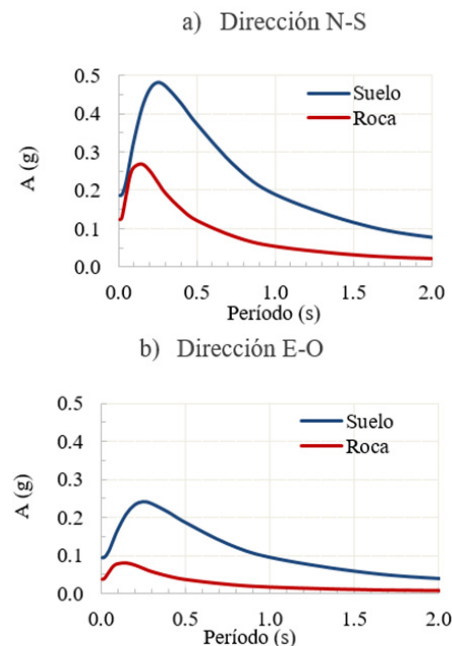 a) Dirección N-S
0.5
0.4
0.3
0.2
0.1
0.0
A (g)
Suelo
Roca
0.0 0.5 1.0 1.5 2.0
Período (s)
b) Dirección E-O
0.5
0.4
0.3
0.2
0.1
0.0
A (g)
Suelo
Roca
0.0 0.5 1.0 1.5 2.0
Período (s)